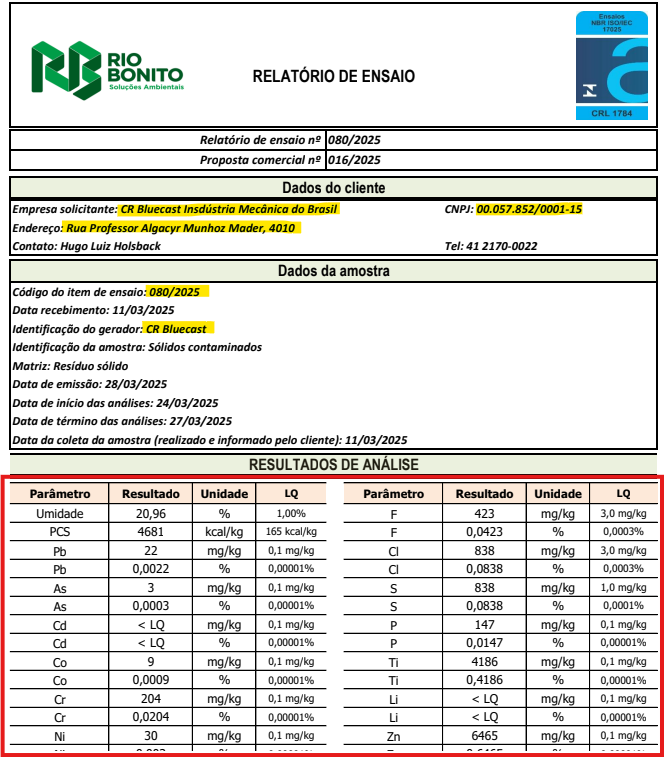 RIO
BONITO
Soluções Ambientais
RELATÓRIO DE ENSAIO
Ensaios
NBR ISO/IEC
17025
CRL 1784
Relatório de ensaio nº 080/2025
Proposta comercial nº 016/2025
Dados do cliente
Empresa solicitante: CR Bluecast Insdústria Mecânica do Brasil CNPJ: 00.057.852/0001-15
Endereço: Rua Professor Algacyr Munhoz Mader, 4010
Contato: Hugo Luiz Holsback Tel: 41 2170-0022
Dados da amostra
Código do item de ensaio: 080/2025
Data recebimento: 11/03/2025
Identificação do gerador: CR Bluecast
Identificação da amostra: Sólidos contaminados
Matriz: Resíduo sólido
Data de emissão: 28/03/2025
Data de início das análises: 24/03/2025
Data de término das análises: 27/03/2025
Data da coleta da amostra (realizado e informado pelo cliente): 11/03/2025
RESULTADOS DE ANÁLISE
Parâmetro Resultado Unidade LQ Parâmetro Resultado Unidade LQ
Umidade 20,96 % 1,00% F 423 mg/kg 3,0 mg/kg
PCS 4681 kcal/kg 165 kcal/kg F 0,0423 % 0,0003%
Pb 22 mg/kg 0,1 mg/kg Cl 838 mg/kg 3,0 mg/kg
Pb 0,0022 % 0,00001% Cl 0,0838 % 0,0003%
As 3 mg/kg 0,1 mg/kg S 838 mg/kg 1,0 mg/kg
As 0,0003 % 0,00001% S 0,0838 % 0,0001%
Cd < LQ mg/kg 0,1 mg/kg P 147 mg/kg 0,1 mg/kg
Cd < LQ % 0,00001% P 0,0147 % 0,00001%
Co 9 mg/kg 0,1 mg/kg Ti 4186 mg/kg 0,1 mg/kg
Co 0,0009 % 0,00001% Ti 0,4186 % 0,00001%
Cr 204 mg/kg 0,1 mg/kg Li < LQ mg/kg 0,1 mg/kg
Cr 0,0204 % 0,00001% Li < LQ % 0,00001%
Ni 30 mg/kg 0,1 mg/kg Zn 6465 mg/kg 0,1 mg/kg